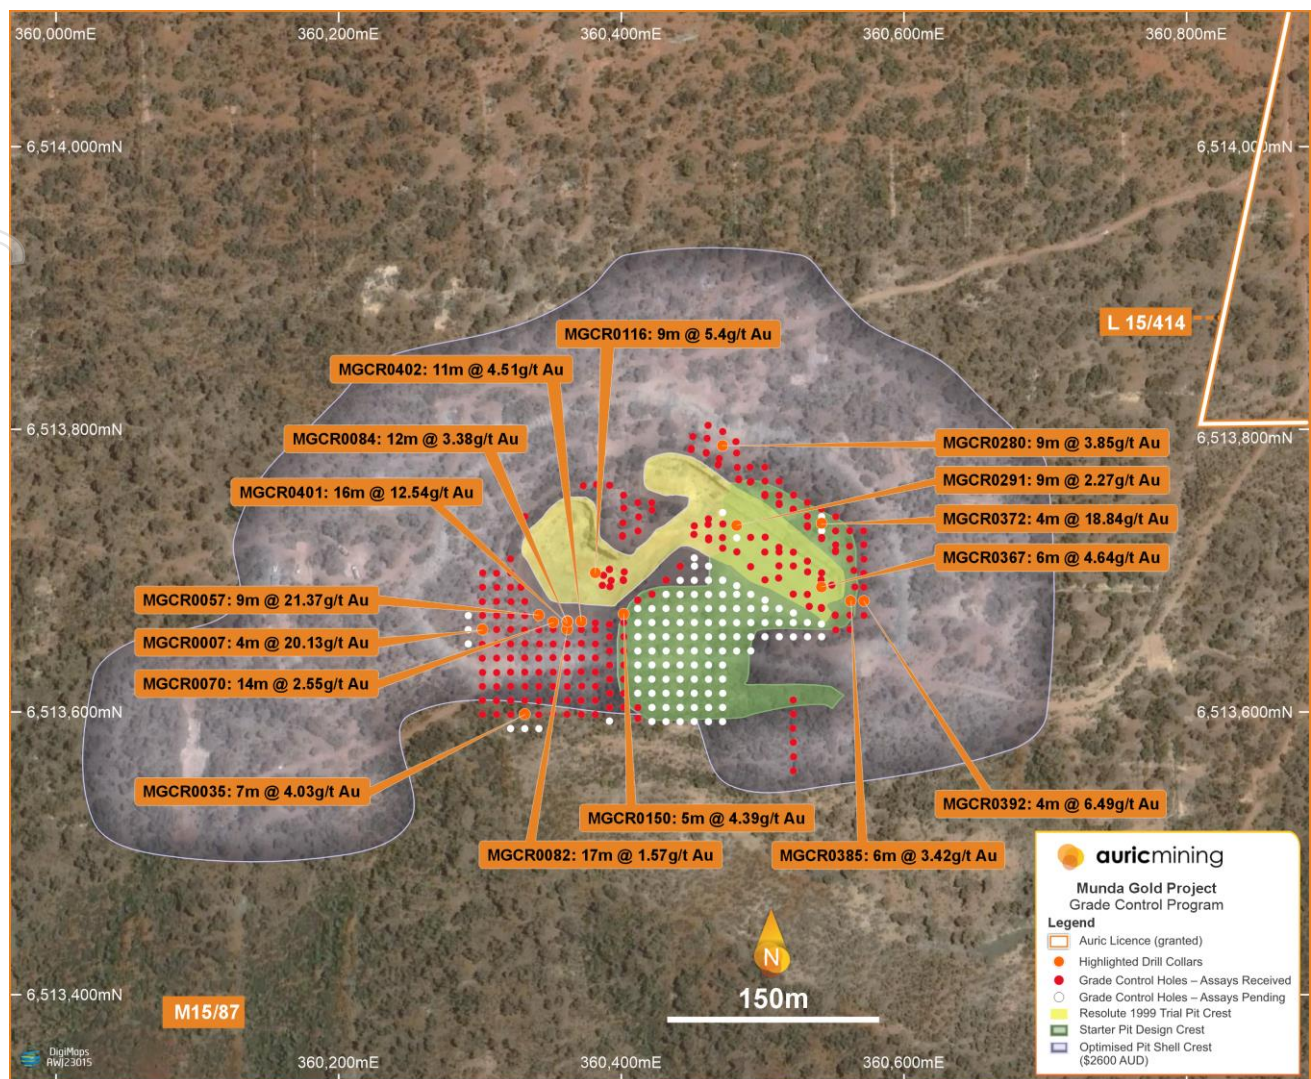 360,000mE
360,200mE
360,400mE
360,600mE
360,800mE
6,514,000mN
6,514,000mN
L 15/414
MGCR0116: 9m @ 5.4g/t Au
MGCR0402: 11m @ 4.51g/t Au
MGCR0084: 12m @ 3.38g/t Au
MGCR0401: 16m @ 12.54g/t Au
6,513,800mN
6,513,800mN
MGCR0280: 9m @ 3.85g/t Au
MGCR0291: 9m @ 2.27g/t Au
MGCR0372: 4m @ 18.84g/t Au
MGCR0367: 6m @ 4.64g/t Au
MGCR0057: 9m @ 21.37g/t Au
MGCR0007: 4m @ 20.13g/t Au
MGCR0070: 14m @ 2.55g/t Au
6,513,600mN
6,513,600mN
MGCR0035: 7m @ 4.03g/t Au
MGCR0150: 5m @ 4.39g/t Au
MGCR0392: 4m @ 6.49g/t Au
MGCR0082: 17m @ 1.57g/t Au
MGCR0385: 6m @ 3.42g/t Au
N
150m
6,513,400mN
M15/87
DigiMaps
AWJ23015
360,200mE
360,400mE
360,600mE
auricmining
Munda Gold Project
Grade Control Program
Legend
Auric Licence (granted)
Highlighted Drill Collars
Grade Control Holes – Assays Received
Grade Control Holes – Assays Pending
Resolute 1999 Trial Pit Crest
Starter Pit Design Crest
Optimised Pit Shell Crest
($2600 AUD)